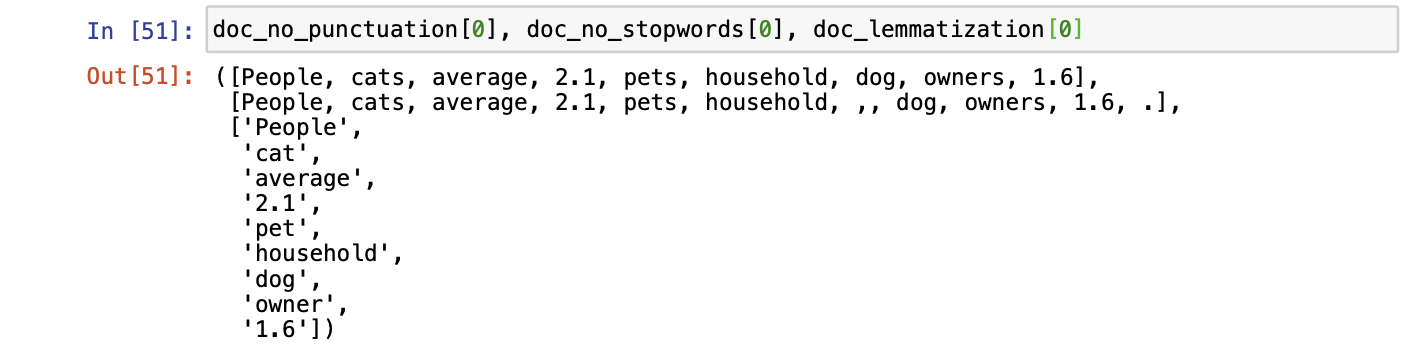 In [51]: doc_no_punctuation[0], doc_no_stopwords[0], doc_lemmatization[0]
Out[51]: ([People, cats, average, 2.1, pets, household, dog, owners, 1.6],
[People, cats, average, 2.1, pets, household, ,, dog, owners, 1.6, .],
['People',
'cat',
'average',
'2.1',
'pet',
'household',
'dog',
'owner',
'1.6'])